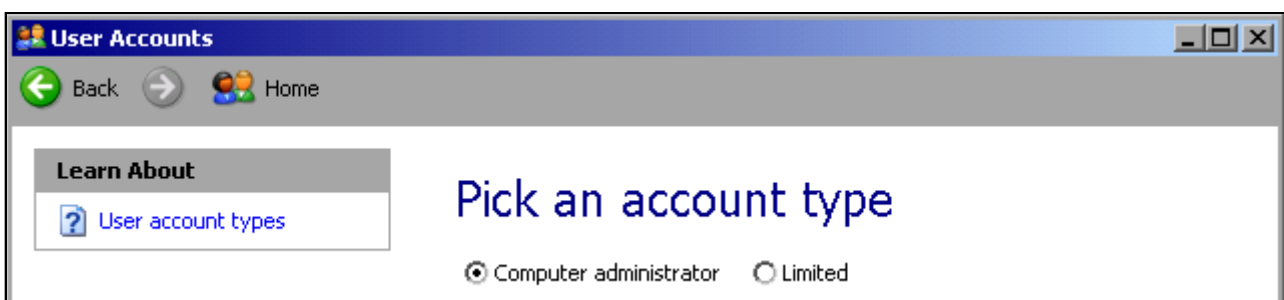 User Accounts
Back Home
Learn About
User account types
Pick an account type
Computer administrator Limited